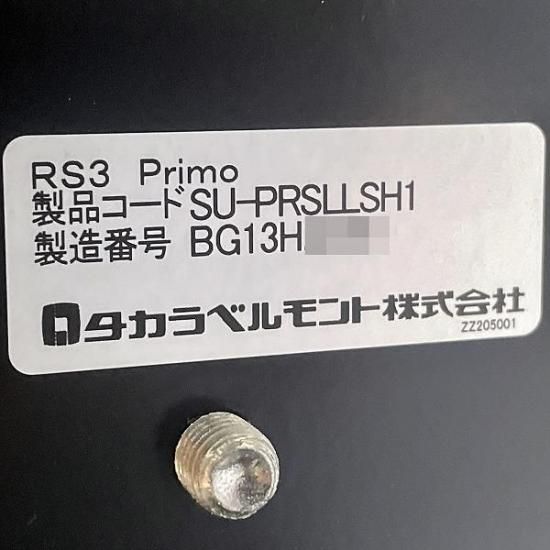 RS3 Primo
製品コードSU-PRSLLSH1
製造番号 BG13H
タカラベルモント株式会社
ZZ205001